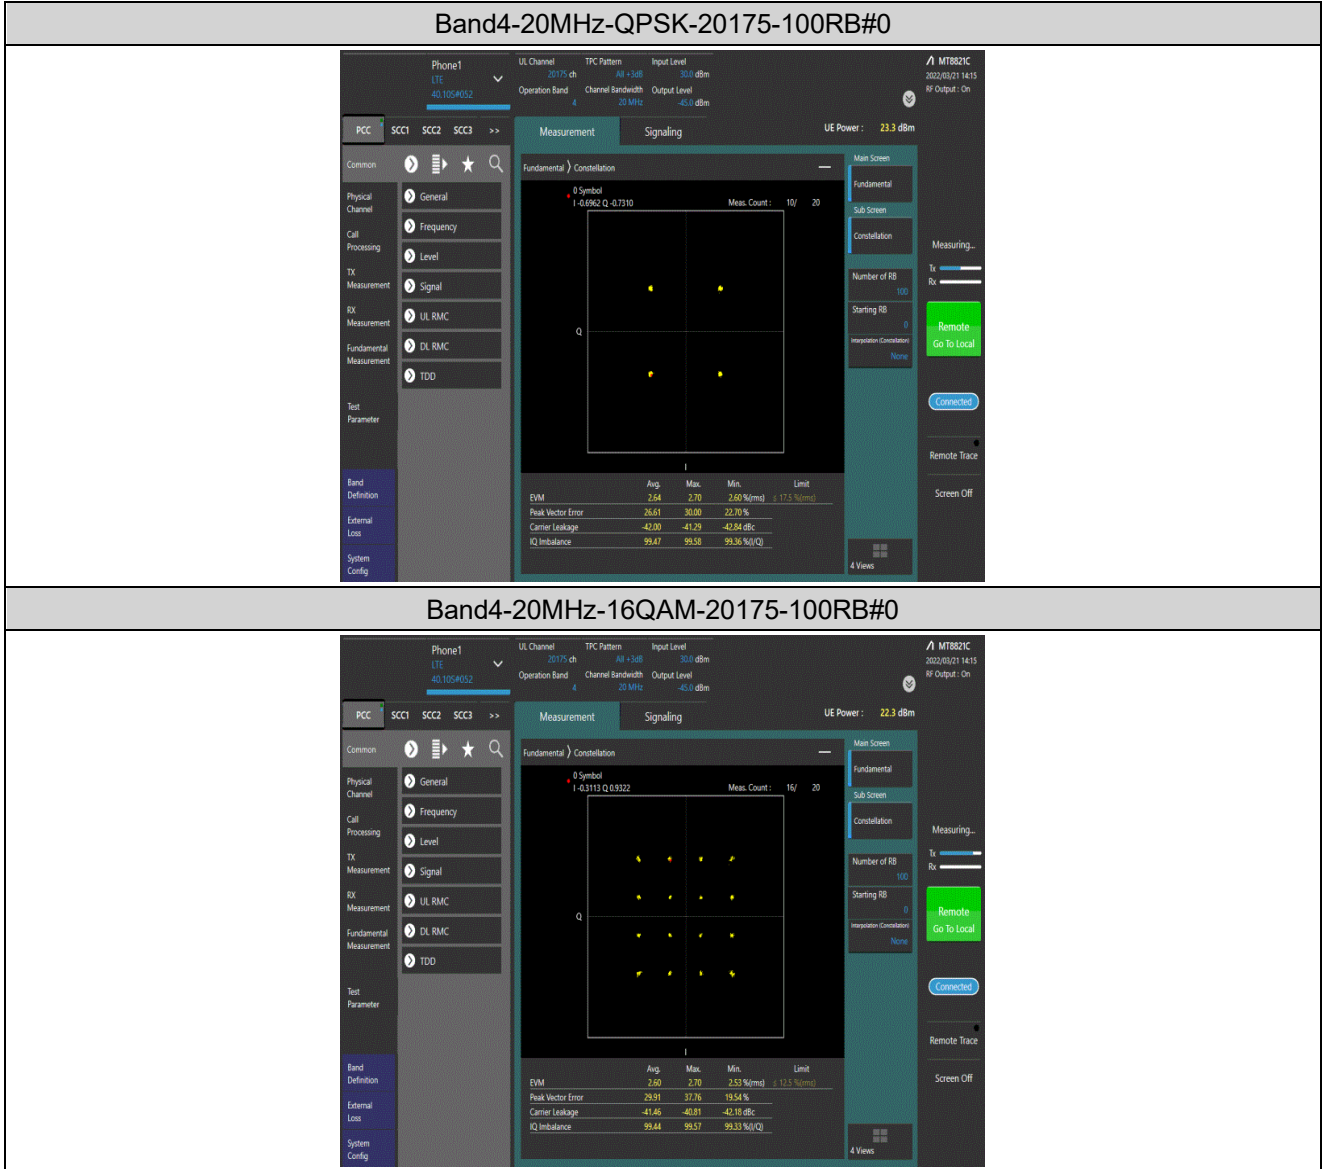 Band4-20MHz-QPSK-20175-100RB#0
Phone1
LTE
40.10S#052
UL Channel TPC Pattern Input Level
20175 ch All +3dB 30.0 dBm
Operation Band Channel Bandwidth Output Level
4 20 MHz -45.0 dBm
MT8821C
2022/03/21 14:15
RF Output : On
PCC SCC1 SCC2 SCC3 >>
Measurement Signaling
UE Power : 23.3 dBm
Common
Physical
Channel
Call
Processing
TX
Measurement
RX
Measurement
Fundamental
Measurement
Test
Parameter
Band
Definition
External
Loss
System
Config
General
Frequency
Level
Signal
UL RMC
DL RMC
TDD
Fundamental Constellation
0 Symbol
I -0.6962 Q -0.7310 Meas. Count : 10/ 20
Q
I
Avg. Max. Min. Limit
EVM 2.64 2.70 2.60 %(rms) ≤ 17.5 %(rms)
Peak Vector Error 26.61 30.00 22.70 %
Carrier Leakage -42.00 -41.29 -42.84 dBc
IQ Imbalance 99.47 99.58 99.36 %(I/Q)
Main Screen
Fundamental
Sub Screen
Constellation
Number of RB
100
Starting RB
0
Interpolation (Constellation)
None
4 Views
Measuring...
Tx
Rx
Remote
Go To Local
Connected
Remote Trace
Screen Off
Band4-20MHz-16QAM-20175-100RB#0
Phone1
LTE
40.10S#052
UL Channel TPC Pattern Input Level
20175 ch All +3dB 30.0 dBm
Operation Band Channel Bandwidth Output Level
4 20 MHz -45.0 dBm
MT8821C
2022/03/21 14:15
RF Output : On
PCC SCC1 SCC2 SCC3 >>
Measurement Signaling
UE Power : 22.3 dBm
Common
Physical
Channel
Call
Processing
TX
Measurement
RX
Measurement
Fundamental
Measurement
Test
Parameter
Band
Definition
External
Loss
System
Config
General
Frequency
Level
Signal
UL RMC
DL RMC
TDD
Fundamental Constellation
0 Symbol
I -0.3113 Q 0.9322 Meas. Count : 16/ 20
Q
I
Avg. Max. Min. Limit
EVM 2.60 2.70 2.53 %(rms) ≤ 12.5 %(rms)
Peak Vector Error 29.91 37.76 19.54 %
Carrier Leakage -41.46 -40.81 -42.18 dBc
IQ Imbalance 99.44 99.57 99.33 %(I/Q)
Main Screen
Fundamental
Sub Screen
Constellation
Number of RB
100
Starting RB
0
Interpolation (Constellation)
None
4 Views
Measuring...
Tx
Rx
Remote
Go To Local
Connected
Remote Trace
Screen Off